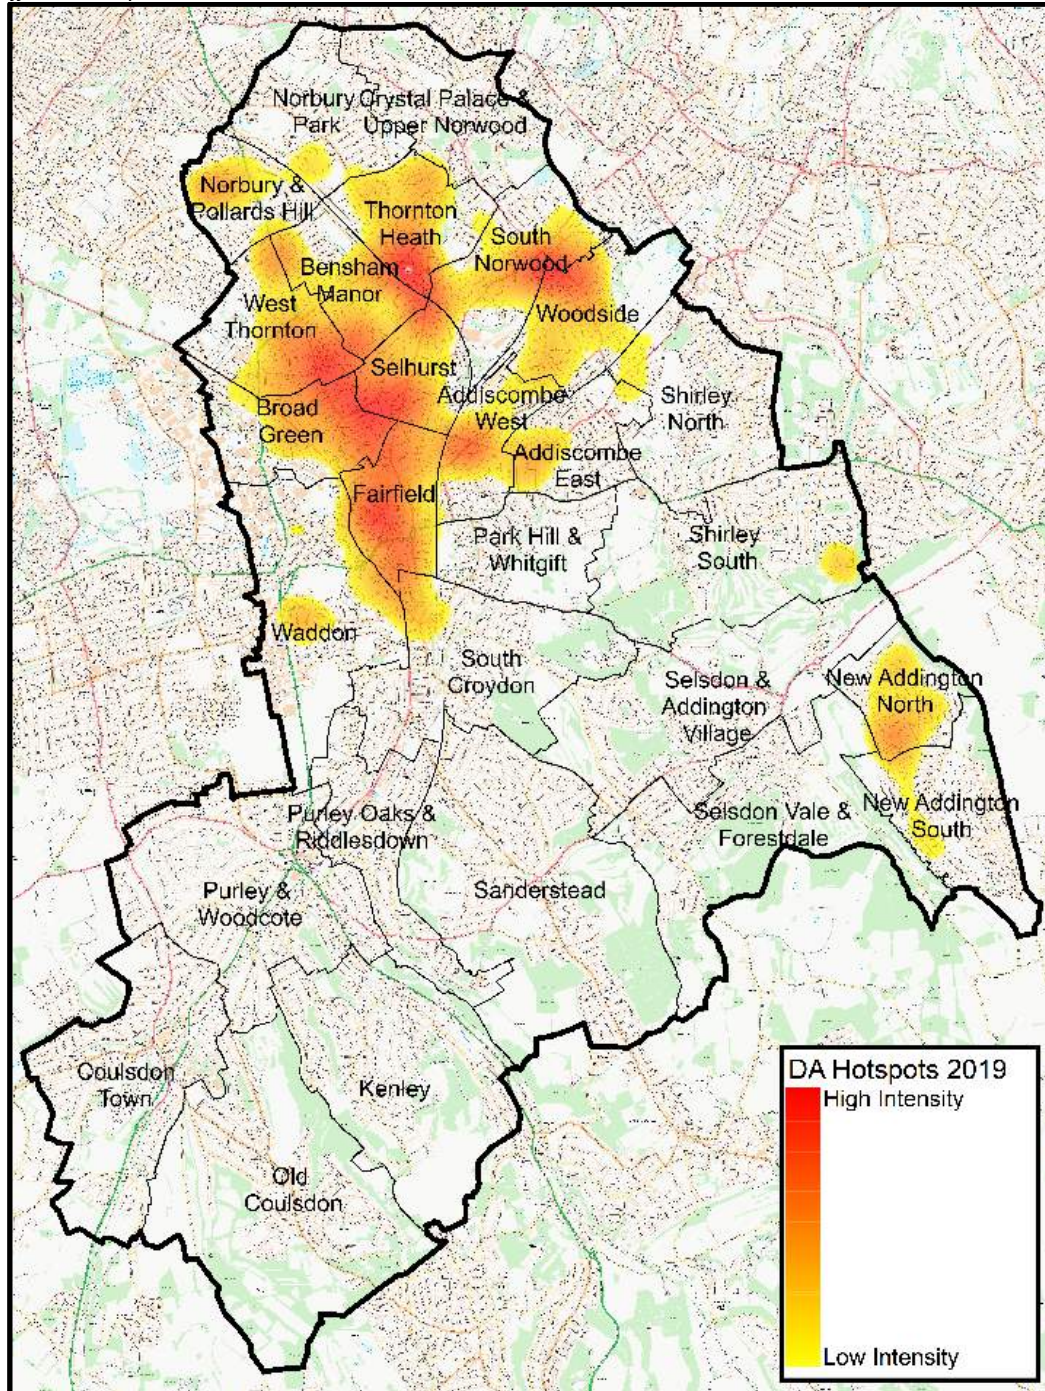 Norbury
Park
Crystal Palace &
Upper Norwood
Norbury &
Pollards Hill
Thornton
Heath
South
Norwood
Bensham
Manor
West
Thornton
Woodside
Selhurst
Addiscombe
West
Shirley
North
Broad
Green
Addiscombe
East
Fairfield
Park Hill &
Whitgift
Shirley
South
Waddon
South
Croydon
Selsdon &
Addington
Village
New Addington
North
Purley Oaks &
Riddlesdown
Selsdon Vale &
Forestdale
New Addington
South
Purley &
Woodcote
Sanderstead
Coulsdon
Town
Kenley
Old
Coulsdon
DA Hotspots 2019
High Intensity
Low Intensity